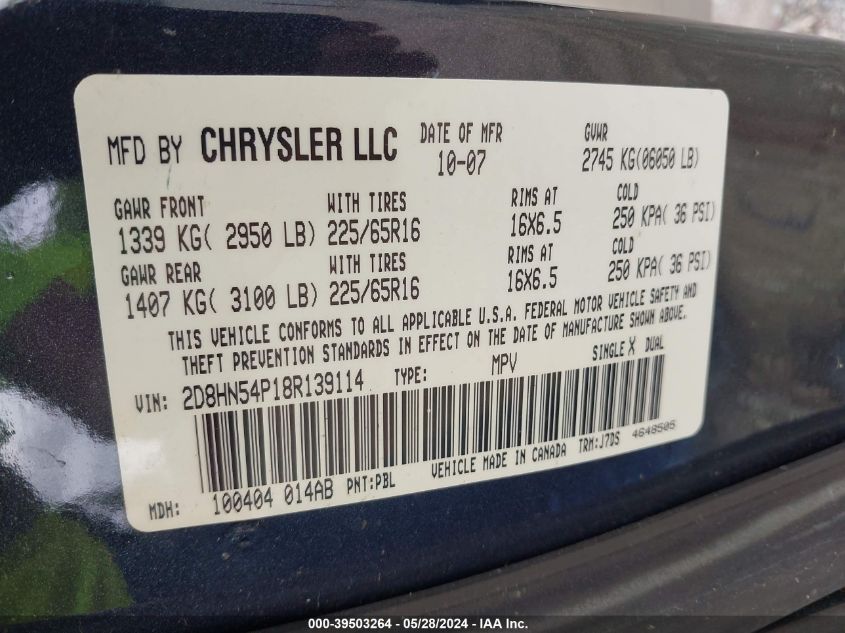 MFD BY CHRYSLER LLC DATE OF MFR 10-07 GVWR 2745 KG(06050 LB)
GAWR FRONT WITH TIRES RIMS AT COLD
1339 KG( 2950 LB) 225/65R16 16X6.5 250 KPA( 36 PSI)
GAWR REAR WITH TIRES RIMS AT COLD
1407 KG( 3100 LB) 225/65R16 16X6.5 250 KPA( 36 PSI)
THIS VEHICLE CONFORMS TO ALL APPLICABLE U.S.A. FEDERAL MOTOR VEHICLE SAFETY AND
THEFT PREVENTION STANDARDS IN EFFECT ON THE DATE OF MANUFACTURE SHOWN ABOVE.
VIN: 2D8HN54P18R139114 TYPE: MPV SINGLE X DUAL
MDH: 100404 014AB PNT:PBL VEHICLE MADE IN CANADA TRM:J7DS 4648505
000-39503264 - 05/28/2024 - IAA Inc.